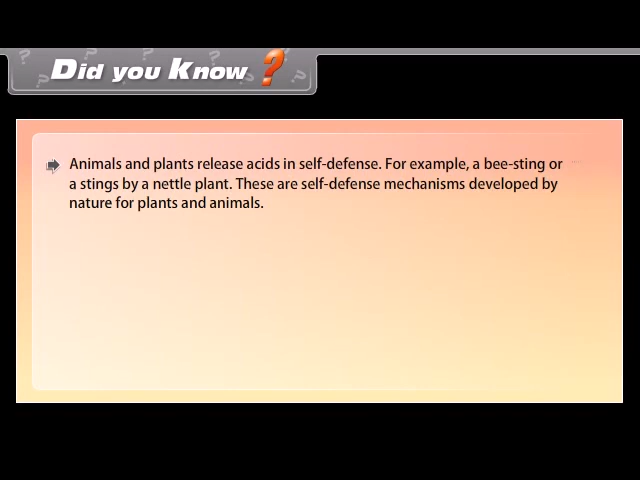 Did you Know ?
Animals and plants release acids in self-defense. For example, a bee-sting or
a stings by a nettle plant. These are self-defense mechanisms developed by
nature for plants and animals.